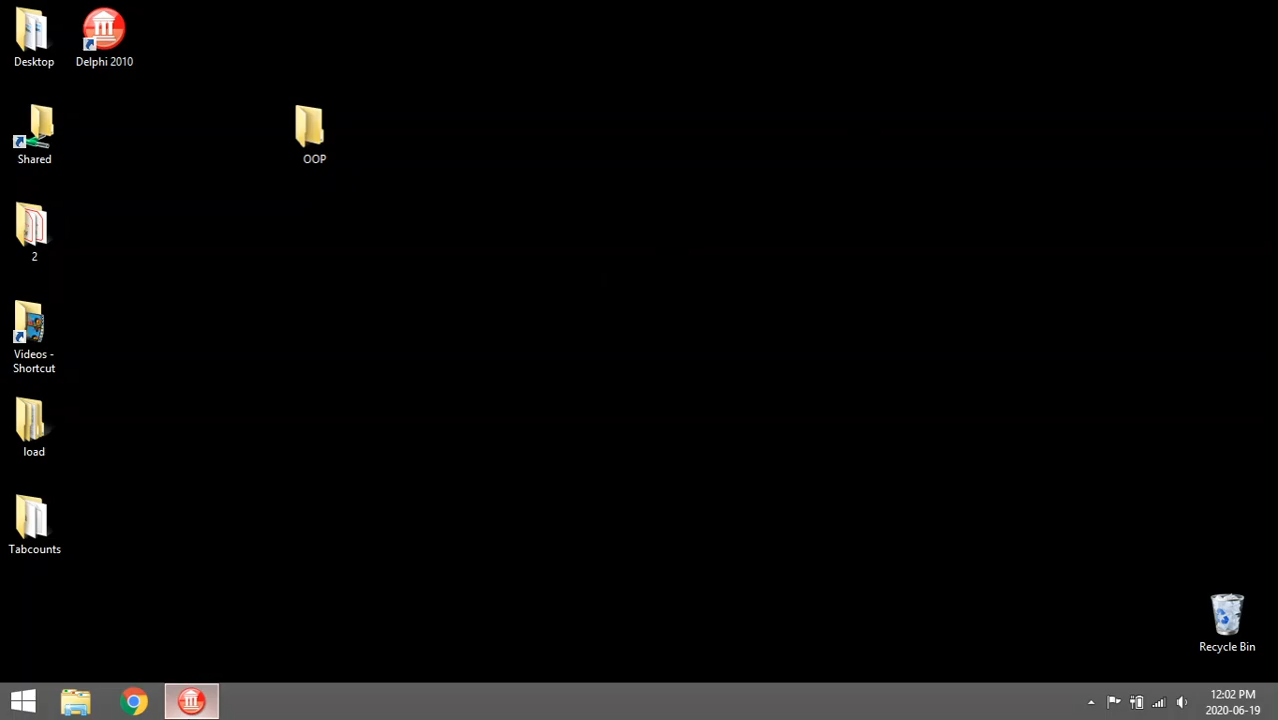 Desktop
Delphi 2010
Shared
OOP
2
Videos -
Shortcut
load
Tabcounts
Recycle Bin
12:02 PM
2020-06-19